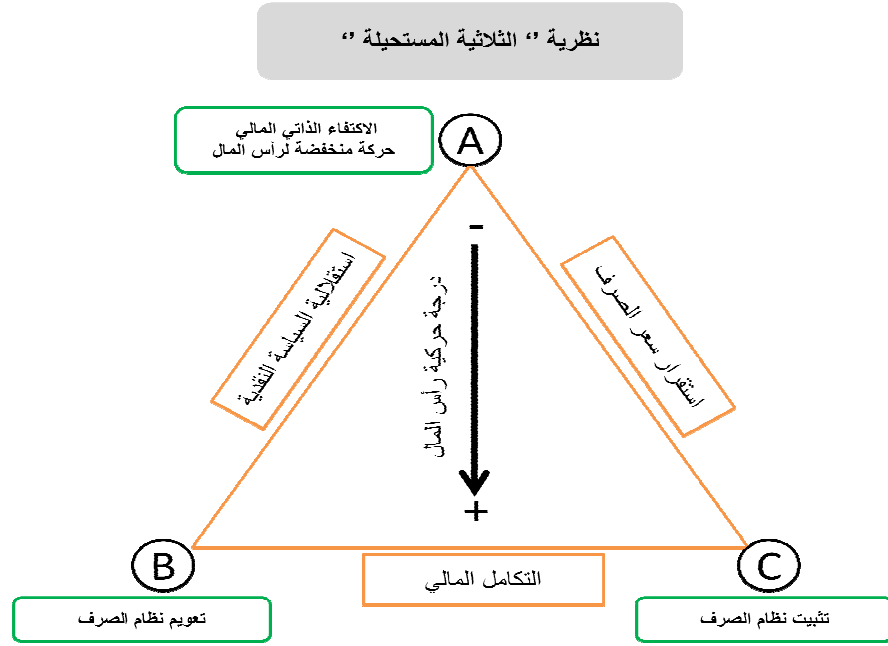 نظرية ‘‘ الثلاثية المستحيلة ’’
الاكتفاء الذاتي المالي
حركة منخفضة لرأس المال
A
-
استقلالية السياسة النقدية
درجة حركية رأس المال
استقرار سعر الصرف
+
B
C
التكامل المالي
تعويم نظام الصرف
تثبيت نظام الصرف